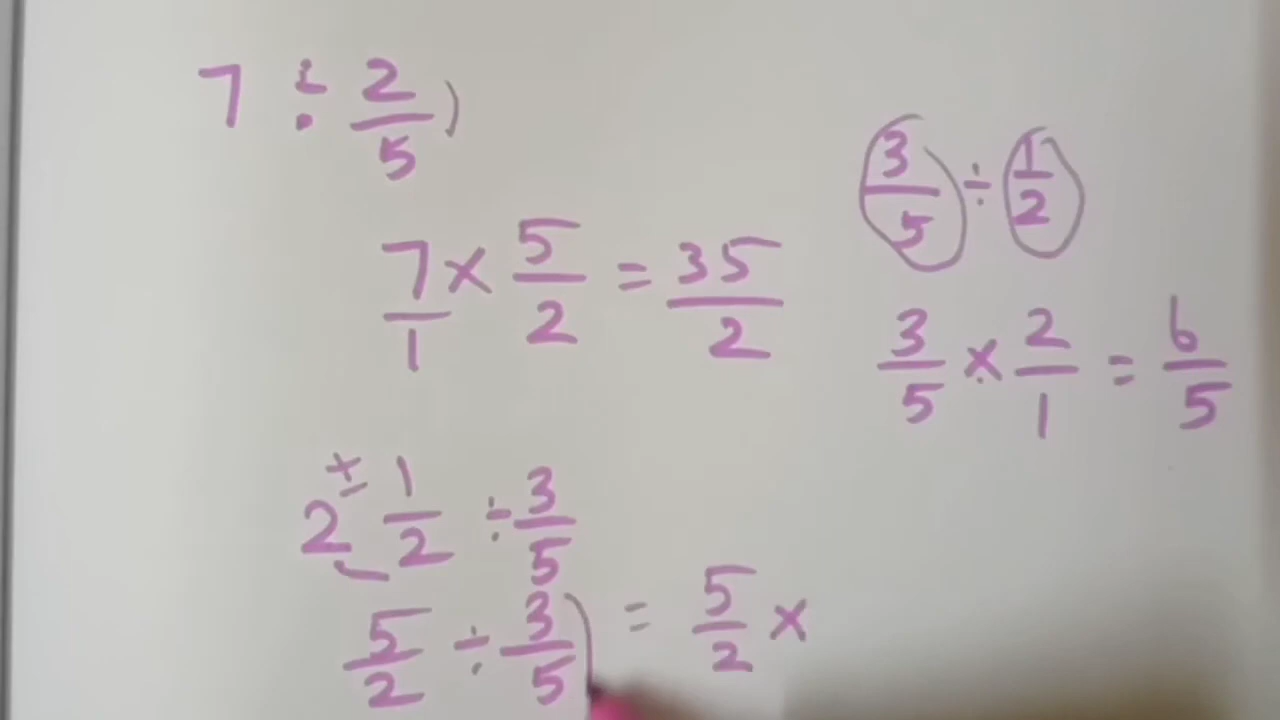 7 ÷ 2/5 )
7/1 × 5/2 = 35/2
3/5 ÷ 1/2
3/5 × 2/1 = 6/5
2 1/2 ÷ 3/5
5/2 ÷ 3/5 = 5/2 ×